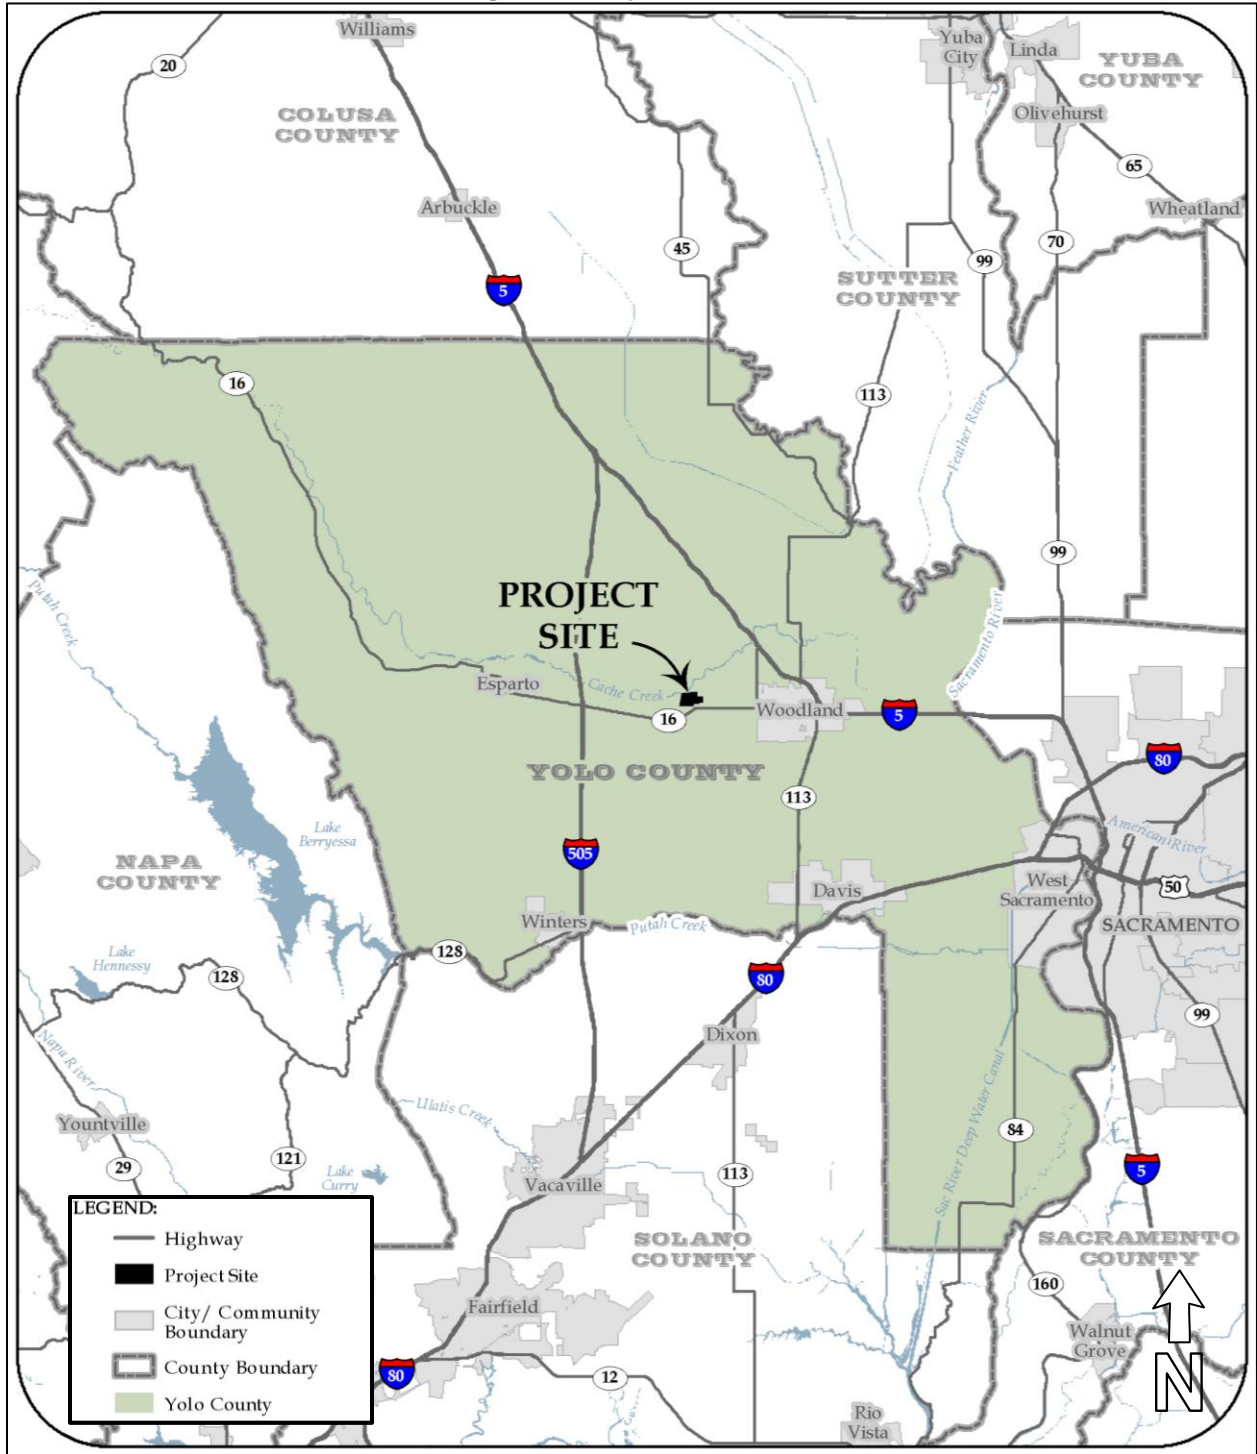 Williams
20
COLUSA
COUNTY
Yuba
City
Linda
YUBA
COUNTY
Olivehurst
65
Arbuckle
Wheatland
45
70
99
5
SUTTER
COUNTY
16
113
Feather River
99
PROJECT
SITE
Putah Creek
Sacramento River
Esparto
Cache Creek
16
Woodland
5
80
YOLO COUNTY
113
Lake
Berryessa
American River
505
NAPA
COUNTY
Davis
West
Sacramento
50
Winters
Putah Creek
SACRAMENTO
128
Lake
Hennessy
128
80
99
Dixon
Napa River
Sac River Deep Water Canal
Ulatis Creek
Yountville
84
29
121
Lake
Curry
Vacaville
113
5
SOLANO
COUNTY
SACRAMENTO
COUNTY
160
Fairfield
Walnut
Grove
80
12
Rio
Vista
N
LEGEND:
Highway
Project Site
City/ Community
Boundary
County Boundary
Yolo County